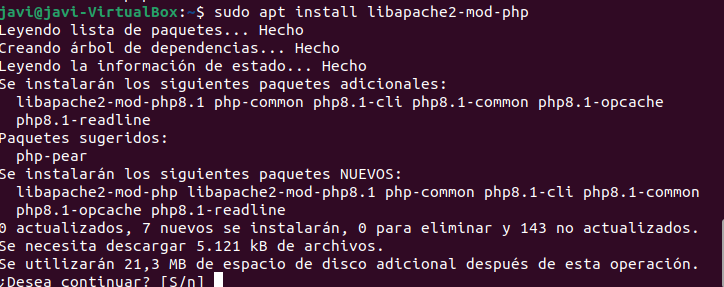 javi@javi-VirtualBox:~$ sudo apt install libapache2-mod-php
Leyendo lista de paquetes... Hecho
Creando árbol de dependencias... Hecho
Leyendo la información de estado... Hecho
Se instalarán los siguientes paquetes adicionales:
  libapache2-mod-php8.1 php-common php8.1-cli php8.1-common php8.1-opcache
  php8.1-readline
Paquetes sugeridos:
  php-pear
Se instalarán los siguientes paquetes NUEVOS:
  libapache2-mod-php libapache2-mod-php8.1 php-common php8.1-cli php8.1-common
  php8.1-opcache php8.1-readline
0 actualizados, 7 nuevos se instalarán, 0 para eliminar y 143 no actualizados.
Se necesita descargar 5.121 kB de archivos.
Se utilizarán 21,3 MB de espacio de disco adicional después de esta operación.
¿Desea continuar? [S/n]